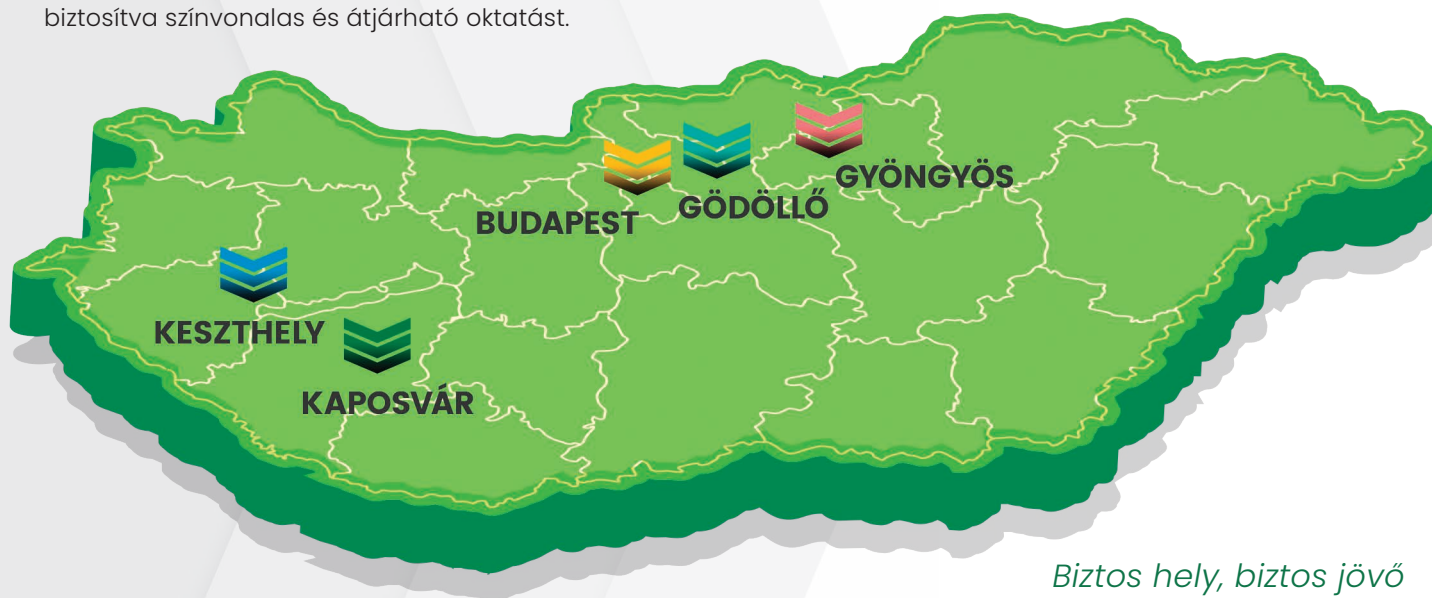 biztosítva színvonalas és átjárható oktatást.
GYÖNGYÖS
GÖDÖLLŐ
BUDAPEST
KESZTHELY
KAPOSVÁR
Biztos hely, biztos jövő